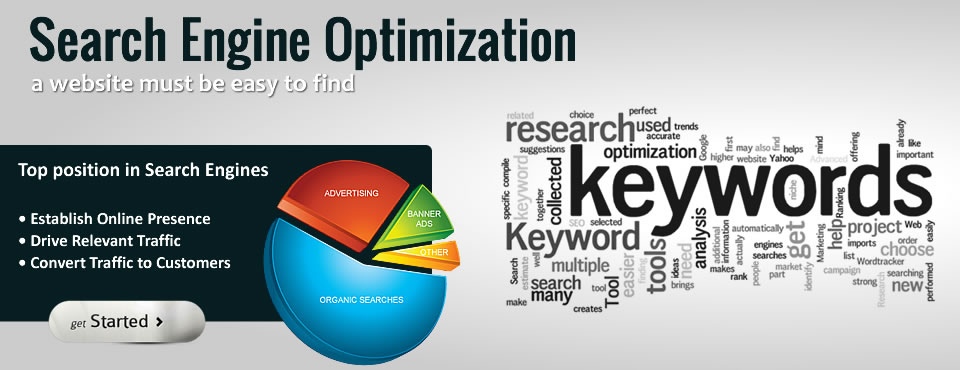 Search Engine Optimization
a website must be easy to find
Top position in Search Engines
• Establish Online Presence
• Drive Relevant Traffic
• Convert Traffic to Customers
get Started >
ADVERTISING
BANNER
ADS
OTHER
ORGANIC SEARCHES
related
choice
perfect
research
used
trends
accurate
suggestions
optimization
Google
higher
first
may also find helps
website Yahoo
mind
Advanced
offering
already
like
important
specific compile
keyword
together
collected
keywords
niche
Ranking
SEO selected
Keyword
tools
need
analysis
additional
information
automatically
get
Marketing
help
project
Web
easily
Search
estimate
well
multiple
easier
ideas
engines
searches
imports
order
choose
list
Wordtracker
search
tool
Tool
finding
brings
makes
actually
rank
people
market
part
identify
campaign
strong
Research
searching
new
performed
make
many
creates